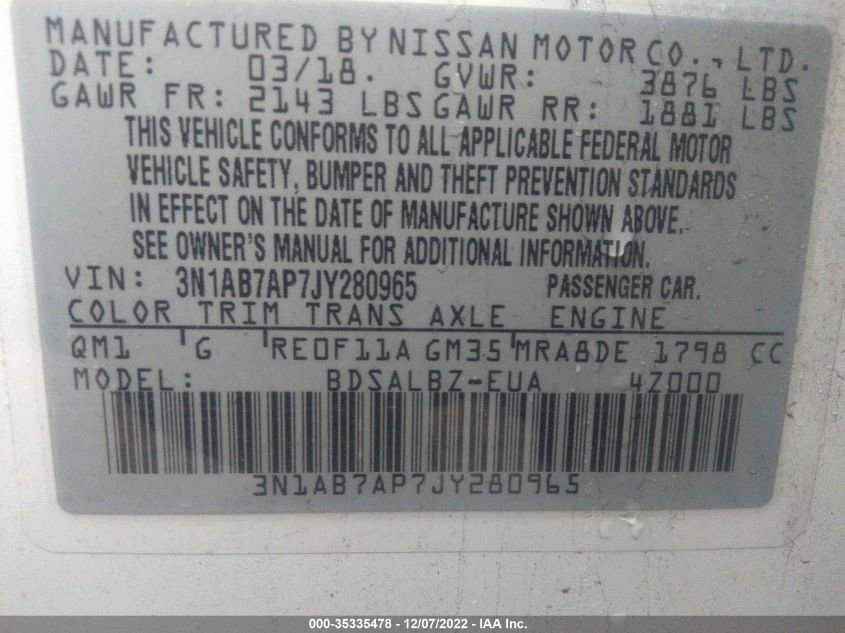 MANUFACTURED BY NISSAN MOTOR CO., LTD.
DATE: 03/18. GVWR: 3876 LBS
GAWR FR: 2143 LBS GAWR RR: 1881 LBS
THIS VEHICLE CONFORMS TO ALL APPLICABLE FEDERAL MOTOR
VEHICLE SAFETY, BUMPER AND THEFT PREVENTION STANDARDS
IN EFFECT ON THE DATE OF MANUFACTURE SHOWN ABOVE.
SEE OWNER'S MANUAL FOR ADDITIONAL INFORMATION.
VIN: 3N1AB7AP7JY280965 PASSENGER CAR.
COLOR TRIM TRANS AXLE ENGINE
QM1 G RE0F11A GM35 MRA8DE 1798 CC
MODEL: BDSALBZ-EUA 4Z000
3N1AB7AP7JY280965
000-35335478 - 12/07/2022 - IAA Inc.